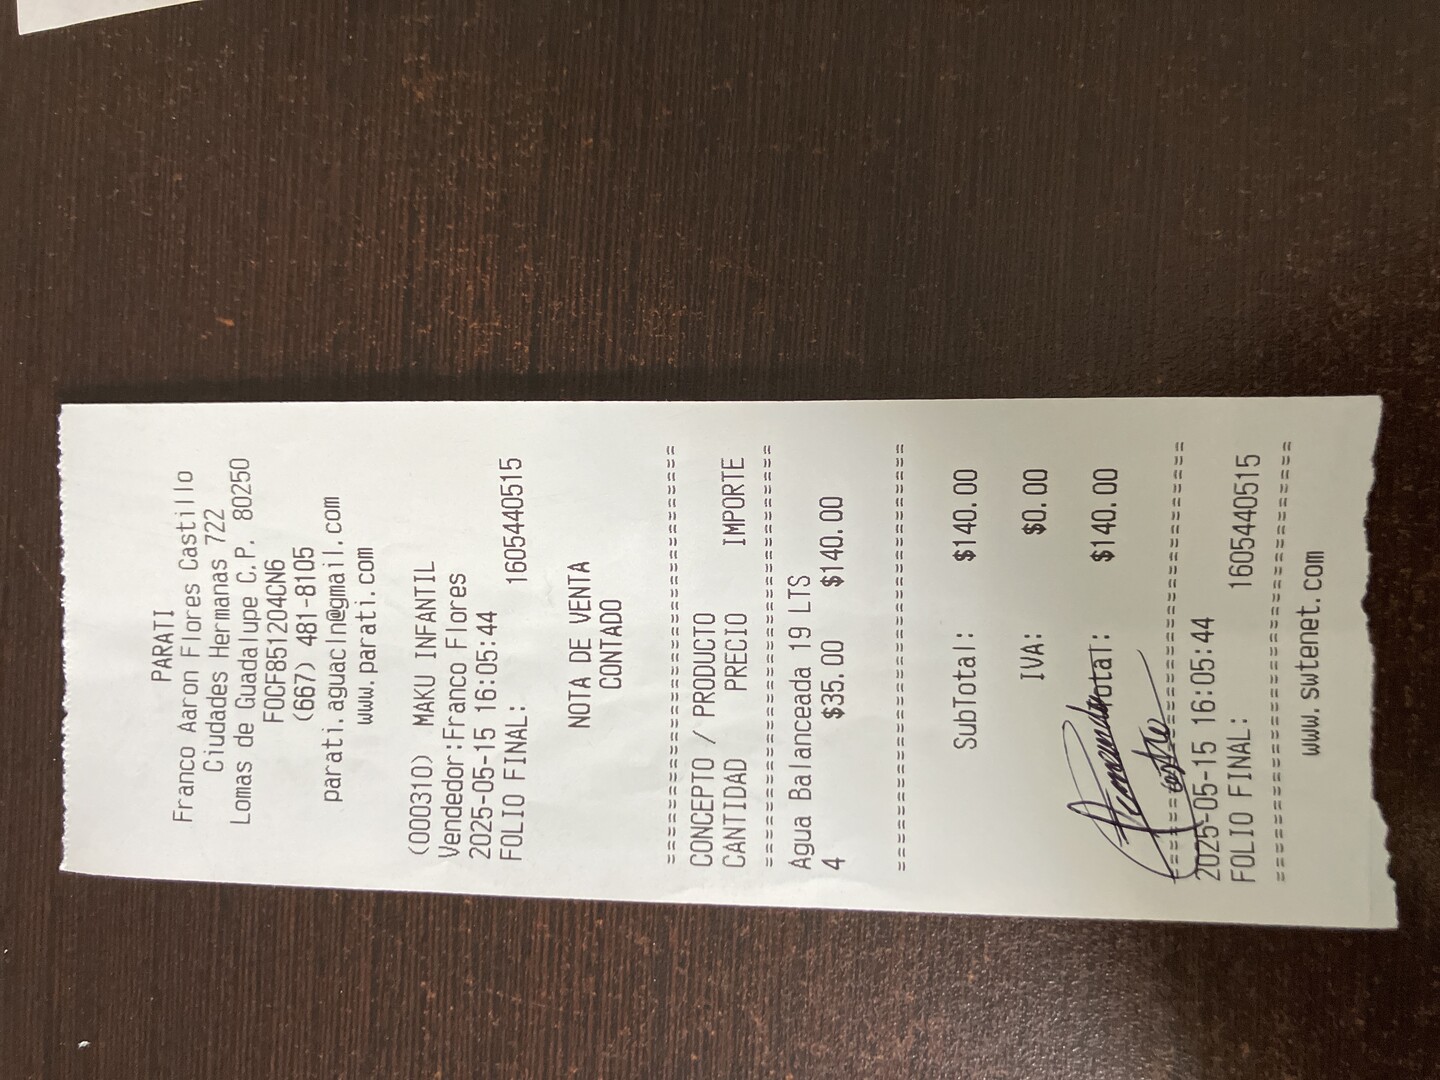 PARATI
Franco Aaron Flores Castillo
Ciudades Hermanas 722
Lomas de Guadalupe C.P. 80250
FOCF851204CN6
(667) 481-8105
parati.aguacln@gmail.com
www.parati.com
(000310) MAKU INFANTIL
Vendedor:Franco Flores
2025-05-15 16:05:44
FOLIO FINAL: 1605440515
NOTA DE VENTA
CONTADO
==============================
CONCEPTO / PRODUCTO
CANTIDAD PRECIO IMPORTE
==============================
Agua Balanceada 19 LTS
4 $35.00 $140.00
==============================
SubTotal: $140.00
IVA: $0.00
Total: $140.00
==============================
2025-05-15 16:05:44
FOLIO FINAL: 1605440515
==============================
www.swtenet.com